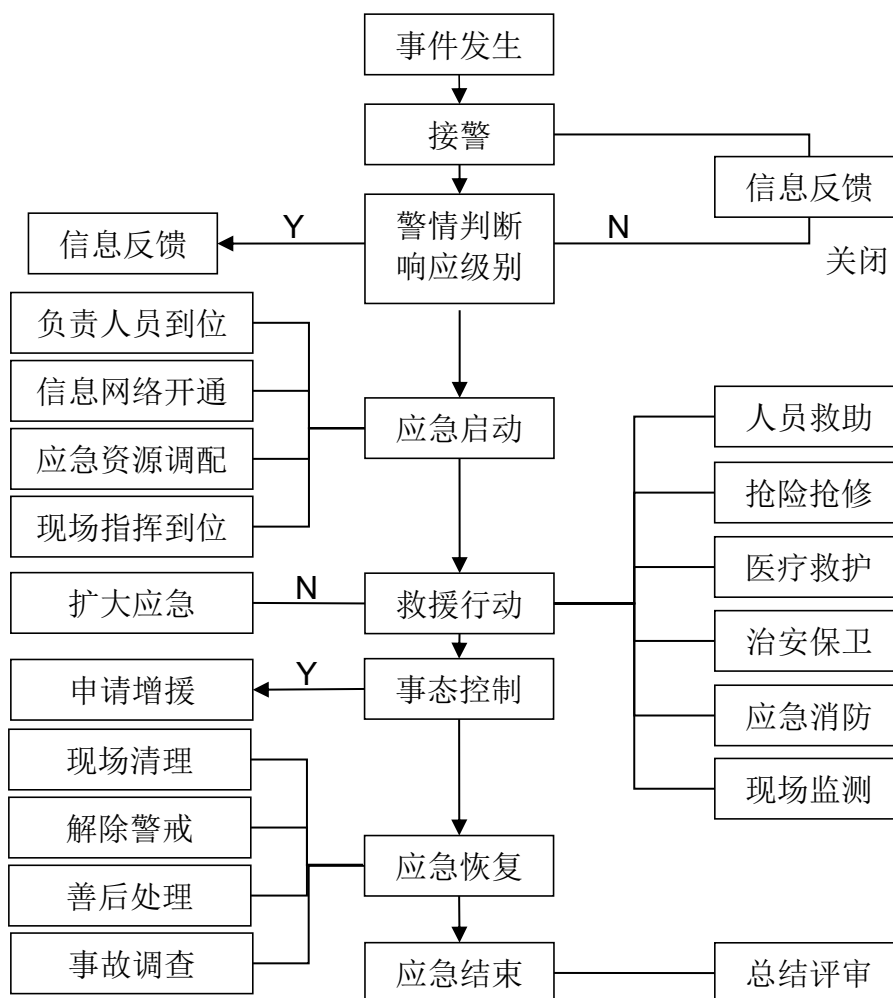 事件发生
接警
信息反馈
警情判断
响应级别
Y
N
信息反馈
关闭
负责人员到位
信息网络开通
应急资源调配
现场指挥到位
应急启动
人员救助
抢险抢修
医疗救护
治安保卫
应急消防
现场监测
扩大应急
N
救援行动
申请增援
Y
事态控制
现场清理
解除警戒
善后处理
事故调查
应急恢复
应急结束
总结评审